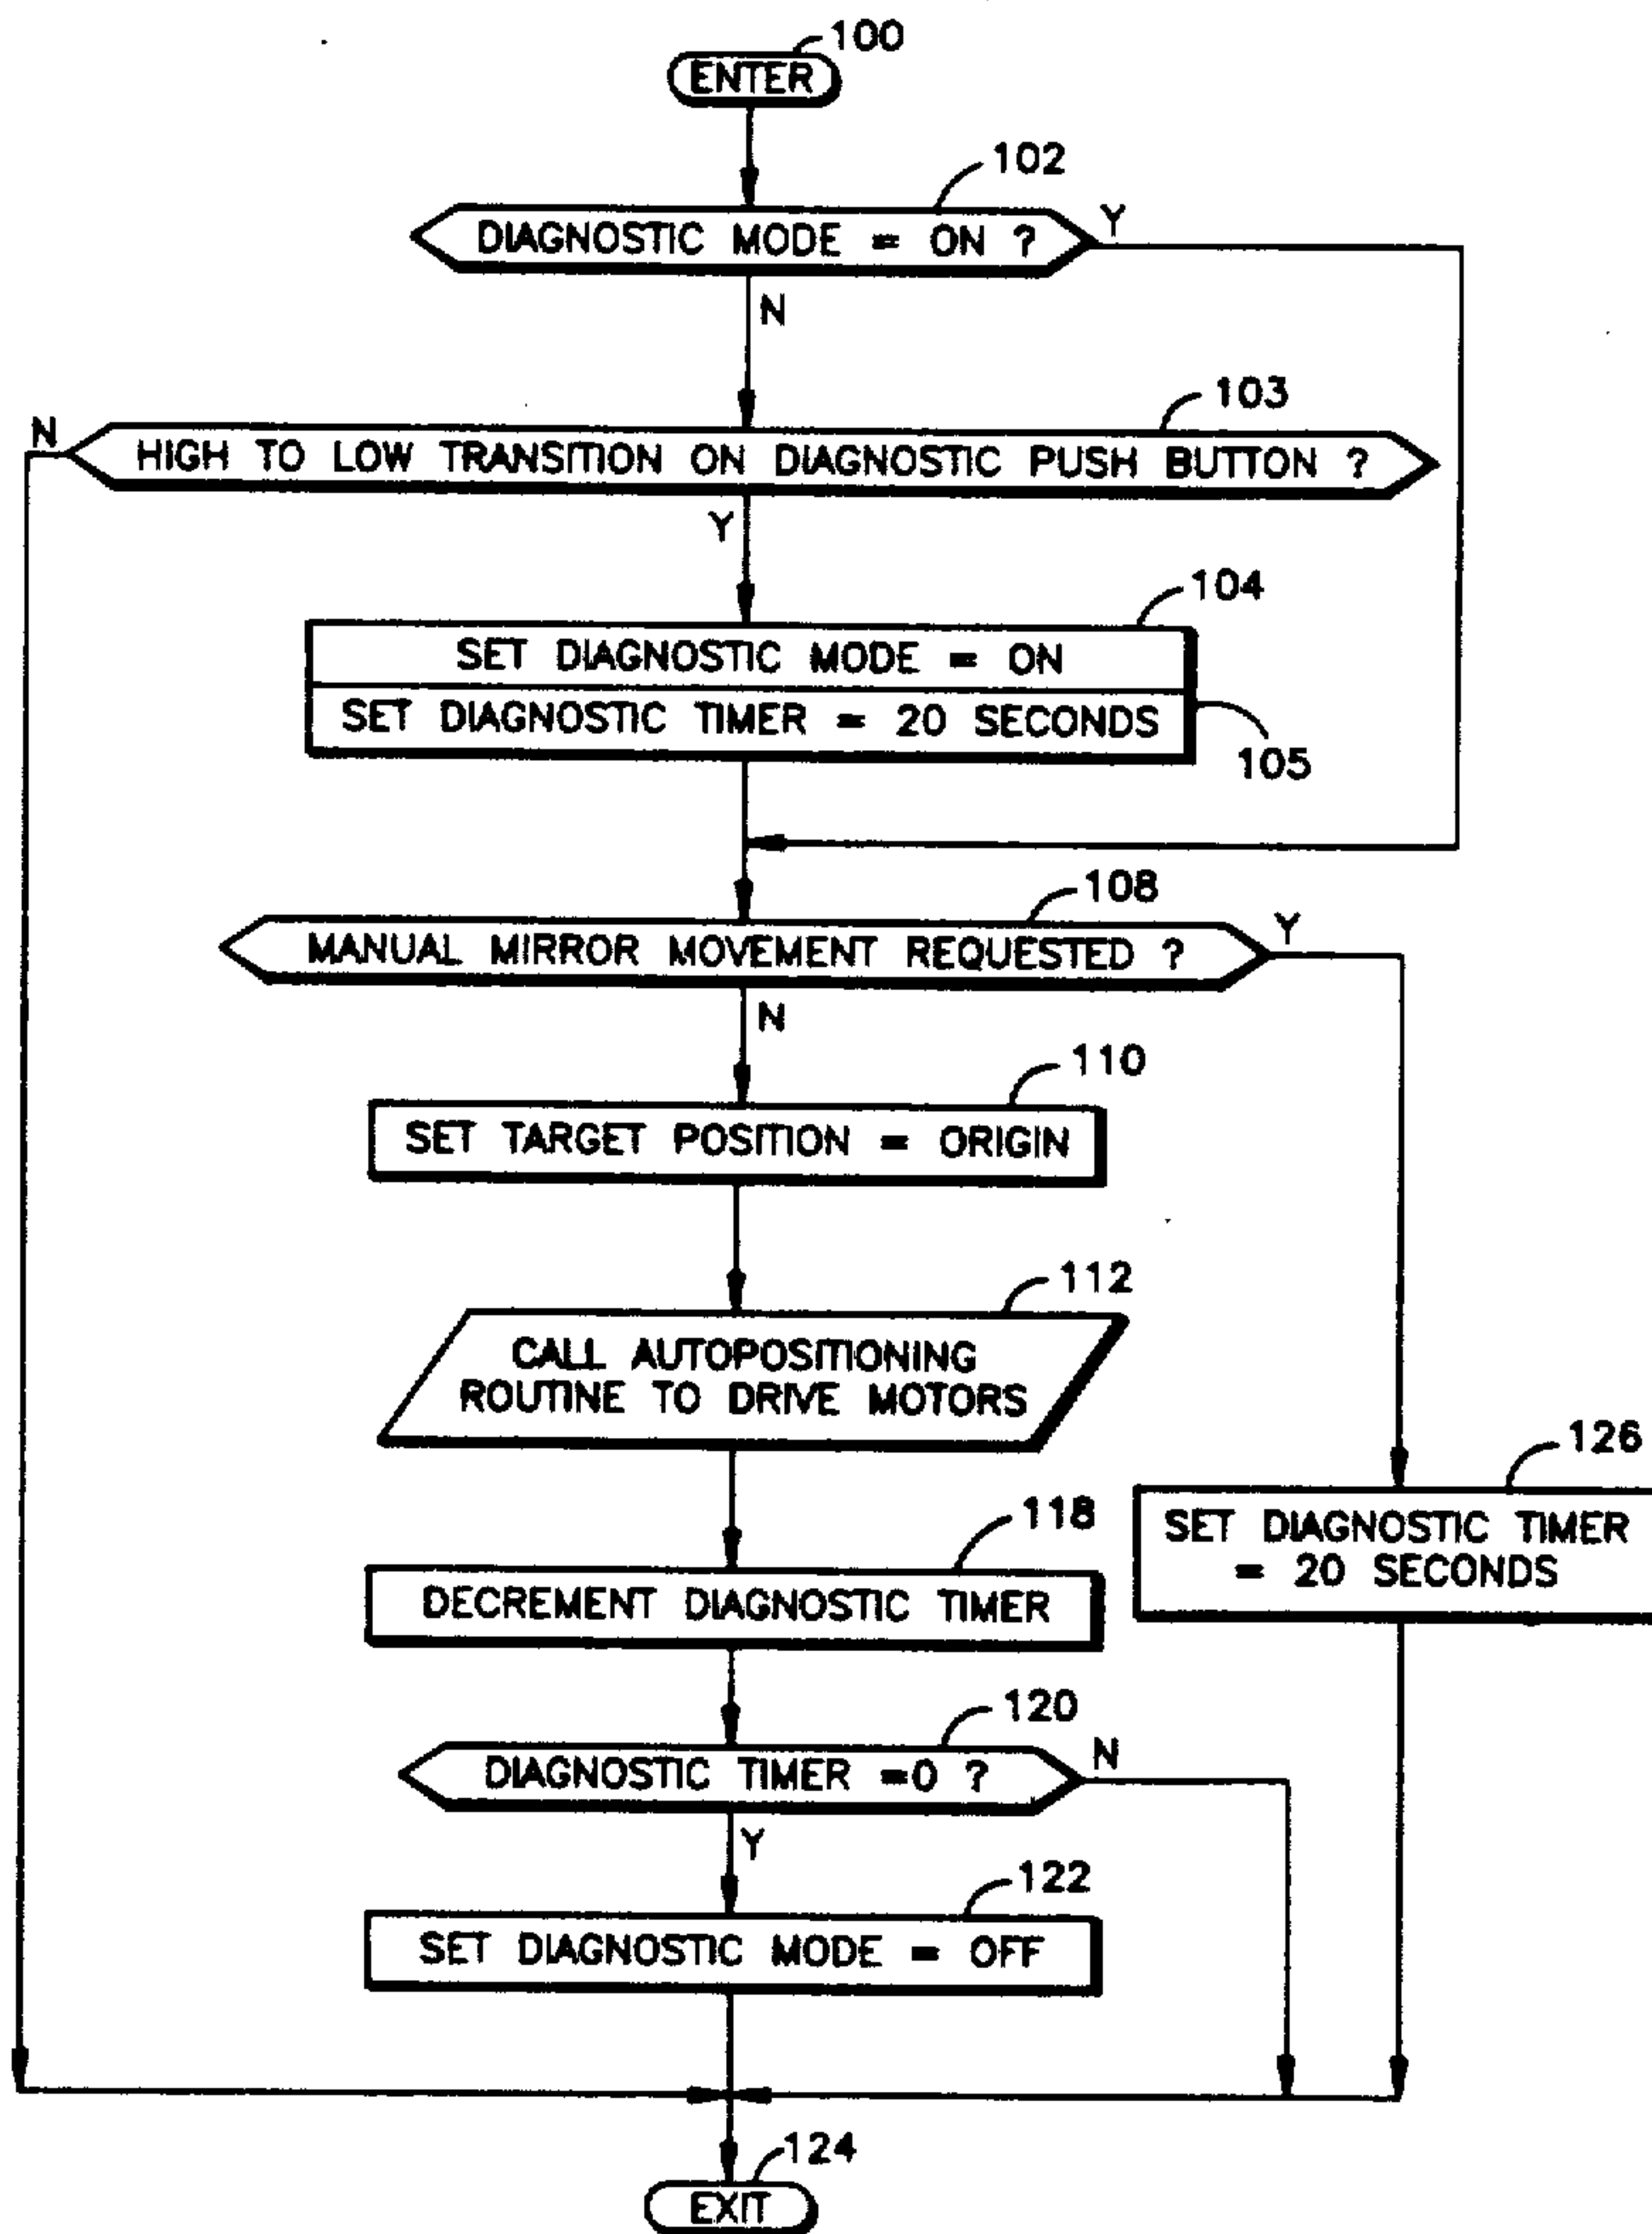 100
ENTER
102
DIAGNOSTIC MODE = ON ?
Y
N
103
N
HIGH TO LOW TRANSITION ON DIAGNOSTIC PUSH BUTTON ?
Y
104
SET DIAGNOSTIC MODE = ON
SET DIAGNOSTIC TIMER = 20 SECONDS
105
108
MANUAL MIRROR MOVEMENT REQUESTED ?
Y
N
110
SET TARGET POSITION = ORIGIN
112
CALL AUTOPOSITIONING
ROUTINE TO DRIVE MOTORS
126
SET DIAGNOSTIC TIMER
= 20 SECONDS
118
DECREMENT DIAGNOSTIC TIMER
120
DIAGNOSTIC TIMER =0 ?
N
Y
122
SET DIAGNOSTIC MODE = OFF
124
EXIT